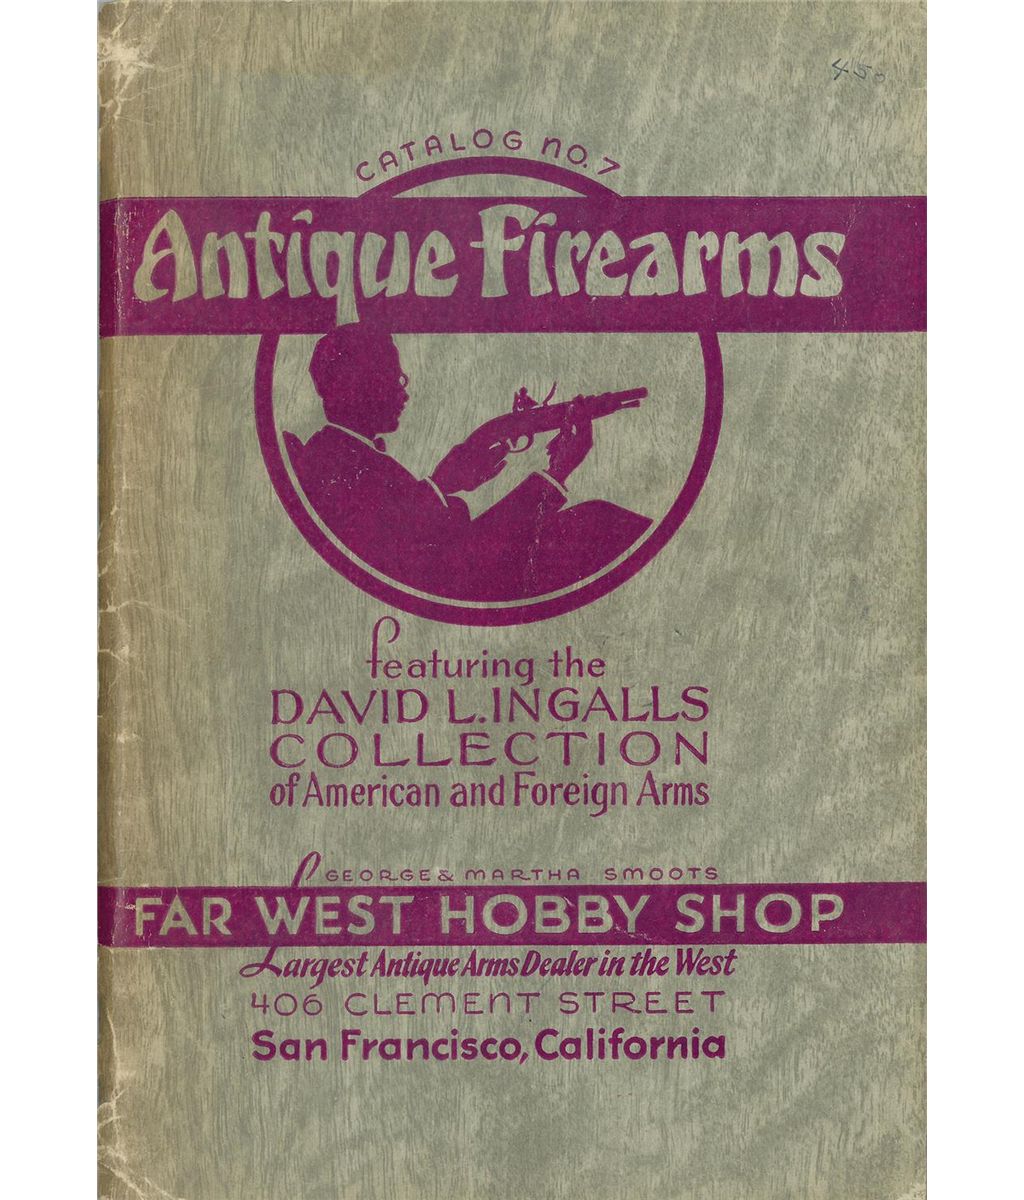 450
CATALOG NO. 7
Antique Firearms
featuring the
DAVID L. INGALLS
COLLECTION
of American and Foreign Arms
GEORGE & MARTHA SMOOTS
FAR WEST HOBBY SHOP
Largest Antique Arms Dealer in the West
406 CLEMENT STREET
San Francisco, California